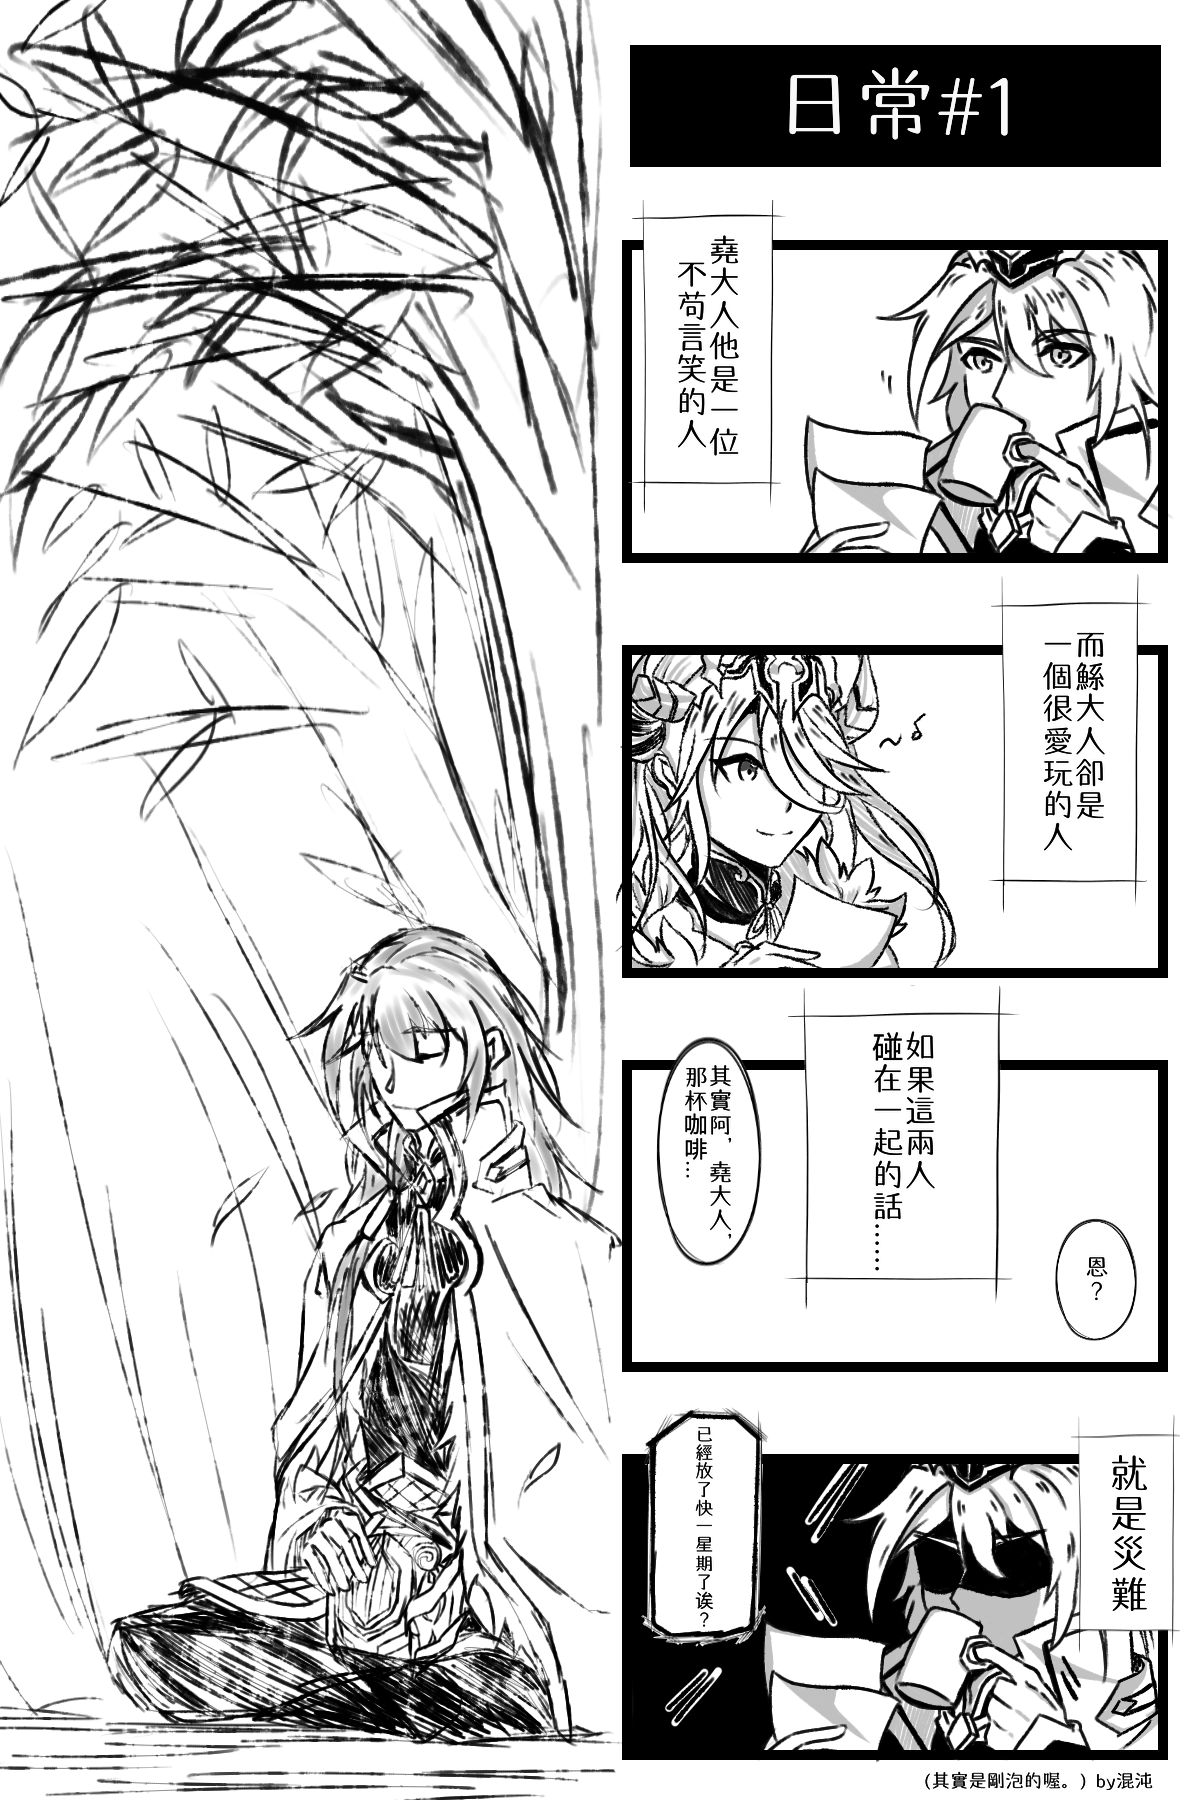 日常#1
堯大人他是一位
不苟言笑的人
而鯀大人卻是
一個很愛玩的人
如果這兩人
碰在一起的話……
恩？
其實阿，堯大人，
那杯咖啡…
就是災難
已經放了快一星期了诶？
(其實是剛泡的喔。) by混沌